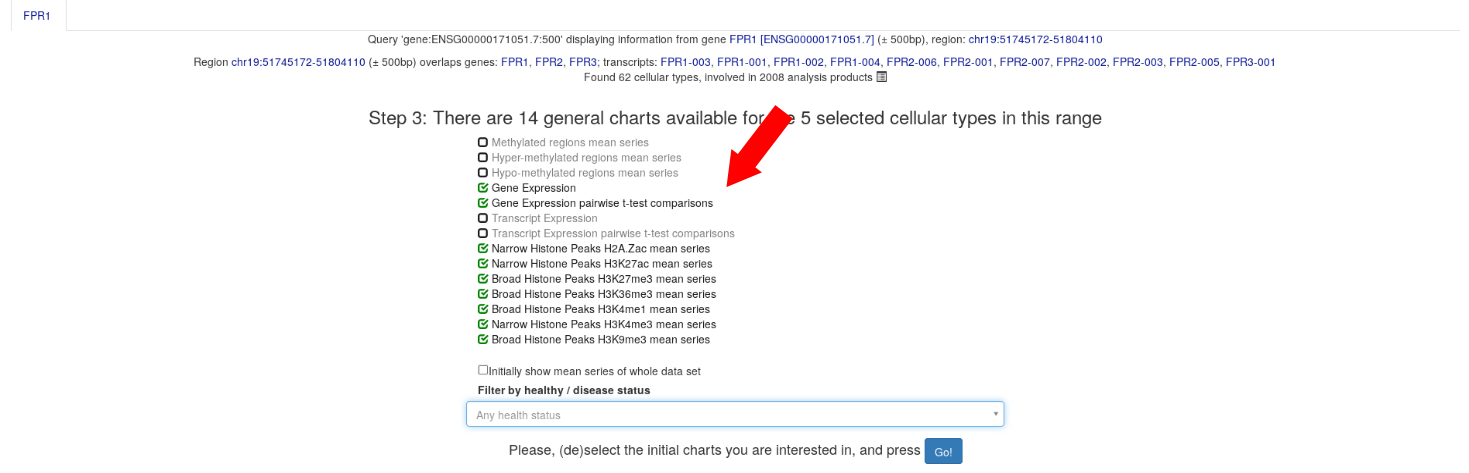 FPR1
Query 'gene:ENSG00000171051.7:500' displaying information from gene FPR1 [ENSG00000171051.7] (± 500bp), region: chr19:51745172-51804110
Region chr19:51745172-51804110 (± 500bp) overlaps genes: FPR1, FPR2, FPR3; transcripts: FPR1-003, FPR1-001, FPR1-002, FPR1-004, FPR2-006, FPR2-001, FPR2-007, FPR2-002, FPR2-003, FPR2-005, FPR3-001
Found 62 cellular types, involved in 2008 analysis products
Step 3: There are 14 general charts available for 5 selected cellular types in this range
Methylated regions mean series
Hyper-methylated regions mean series
Hypo-methylated regions mean series
Gene Expression
Gene Expression pairwise t-test comparisons
Transcript Expression
Transcript Expression pairwise t-test comparisons
Narrow Histone Peaks H2A.Zac mean series
Narrow Histone Peaks H3K27ac mean series
Broad Histone Peaks H3K27me3 mean series
Broad Histone Peaks H3K36me3 mean series
Broad Histone Peaks H3K4me1 mean series
Narrow Histone Peaks H3K4me3 mean series
Broad Histone Peaks H3K9me3 mean series
Initially show mean series of whole data set
Filter by healthy / disease status
Any health status
Please, (de)select the initial charts you are interested in, and press Go!